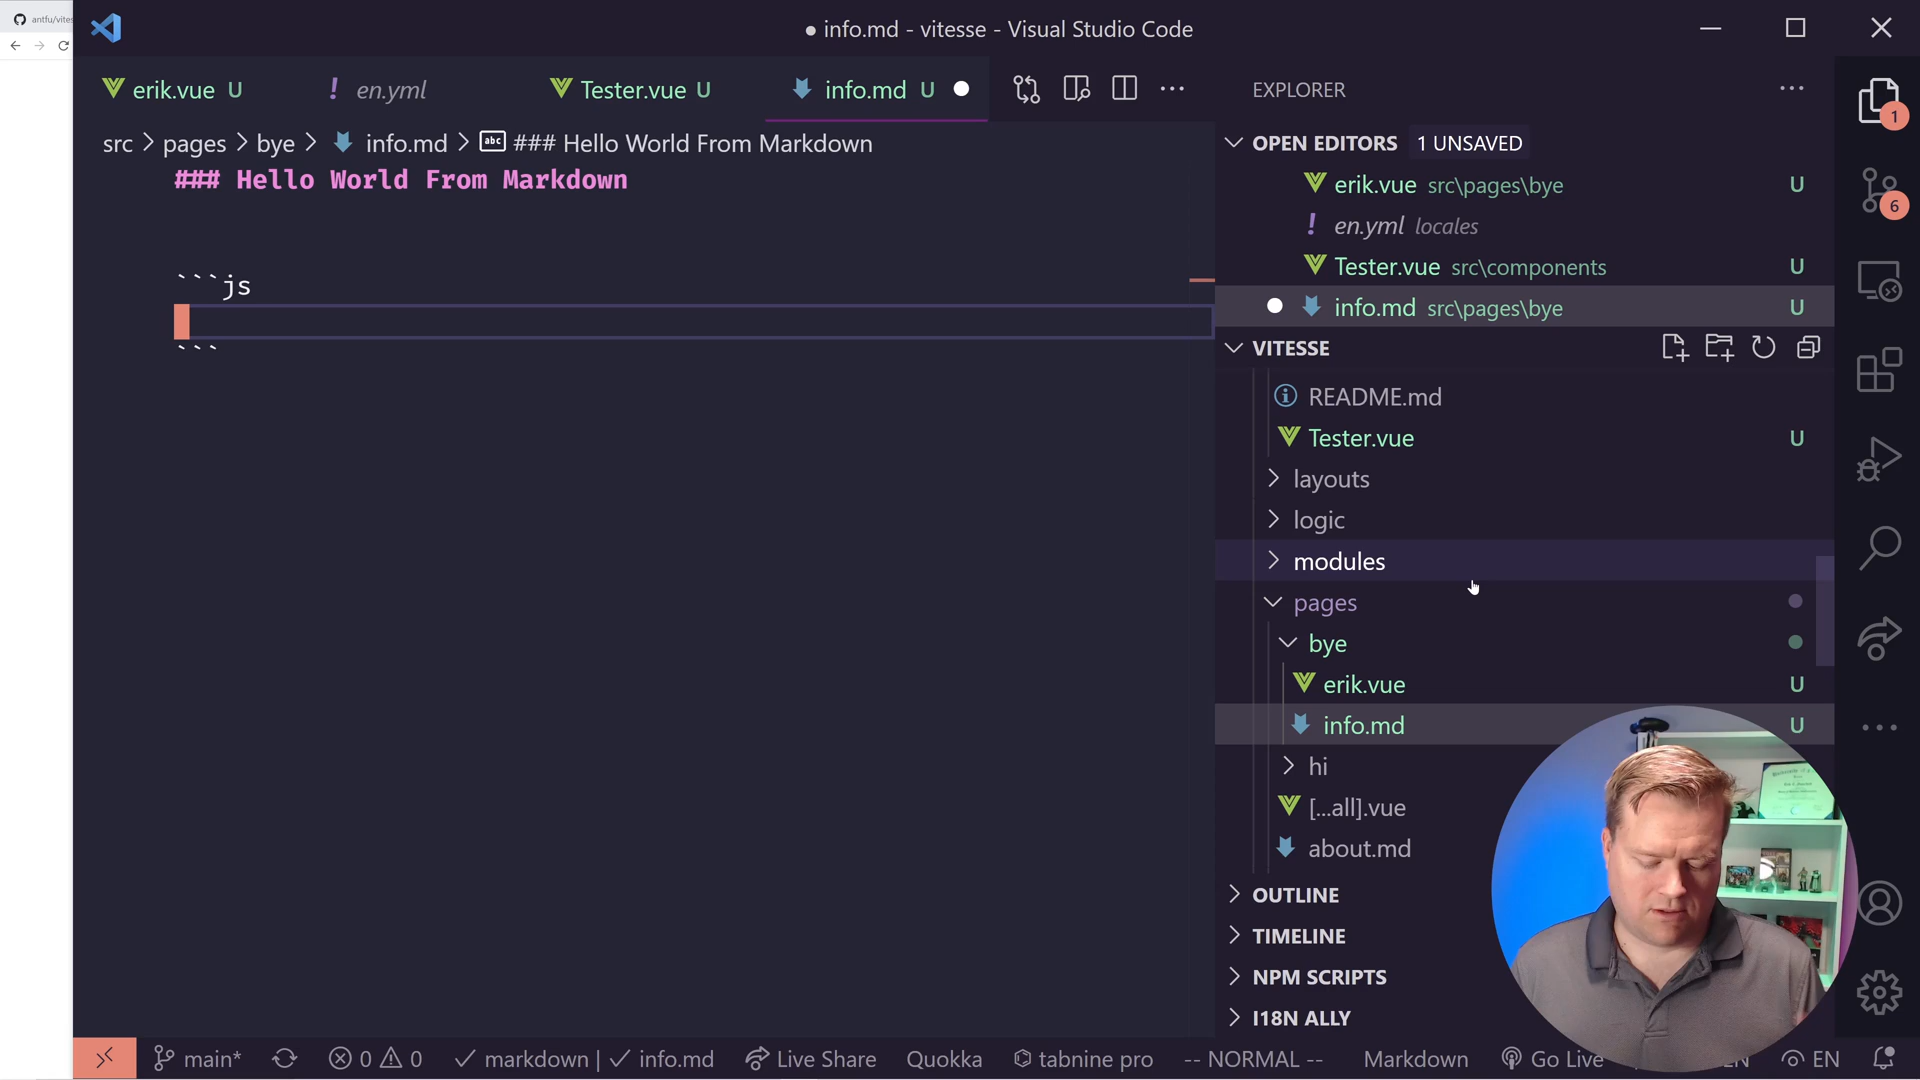 antfu/vites
info.md - vitesse - Visual Studio Code
erik.vue U
! en.yml
Tester.vue U
info.md U
src > pages > bye > info.md > ### Hello World From Markdown
### Hello World From Markdown
```js
```
EXPLORER
OPEN EDITORS 1 UNSAVED
erik.vue src\pages\bye U
! en.yml locales
Tester.vue src\components U
info.md src\pages\bye U
VITESSE
README.md
Tester.vue U
layouts
logic
modules
pages
bye
erik.vue U
info.md U
hi
[...all].vue
about.md
OUTLINE
TIMELINE
NPM SCRIPTS
I18N ALLY
1
6
main* 0 0 markdown | info.md Live Share Quokka tabnine pro -- NORMAL -- Markdown Go Live EN